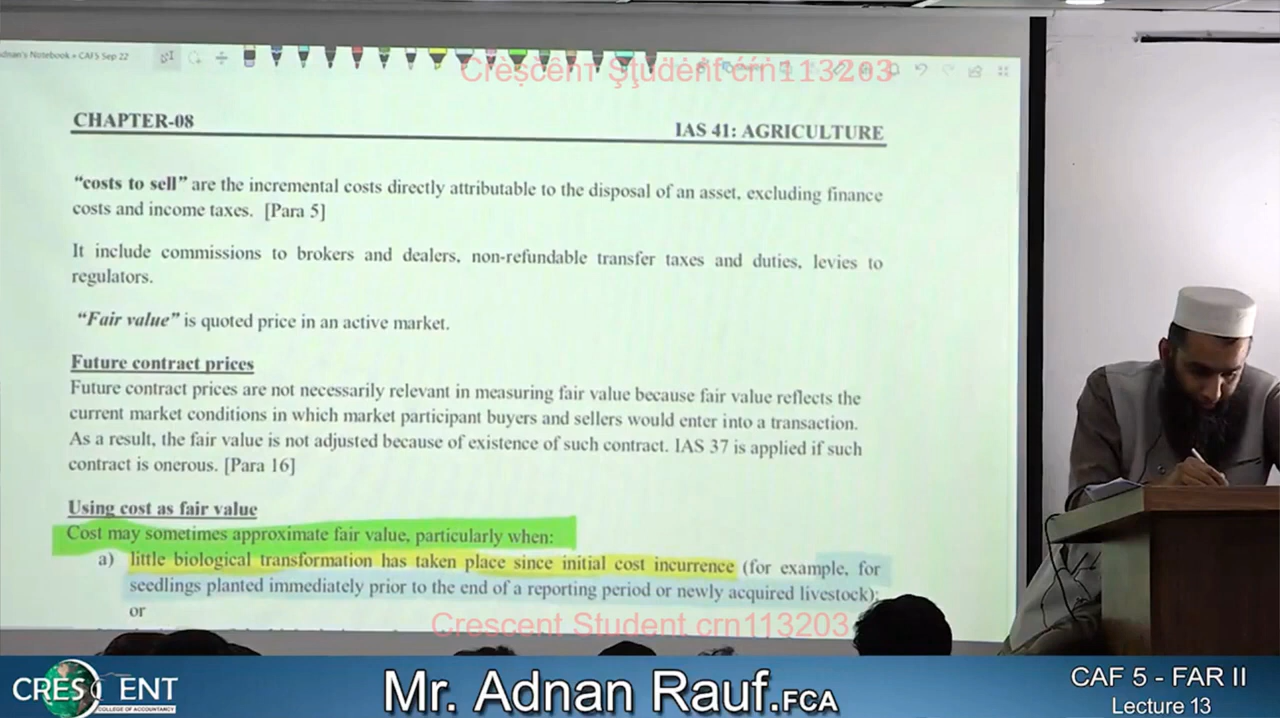 dnan's Notebook » CAF5 Sep 22
CHAPTER-08
IAS 41: AGRICULTURE
“costs to sell” are the incremental costs directly attributable to the disposal of an asset, excluding finance
costs and income taxes. [Para 5]
It include commissions to brokers and dealers, non-refundable transfer taxes and duties, levies to
regulators.
“Fair value” is quoted price in an active market.
Future contract prices
Future contract prices are not necessarily relevant in measuring fair value because fair value reflects the
current market conditions in which market participant buyers and sellers would enter into a transaction.
As a result, the fair value is not adjusted because of existence of such contract. IAS 37 is applied if such
contract is onerous. [Para 16]
Using cost as fair value
Cost may sometimes approximate fair value, particularly when:
a) little biological transformation has taken place since initial cost incurrence (for example, for
seedlings planted immediately prior to the end of a reporting period or newly acquired livestock);
or
Crescent Student crn113203
CRESCENT
COLLEGE OF ACCOUNTANCY
Mr. Adnan Rauf.FCA
CAF 5 - FAR II
Lecture 13